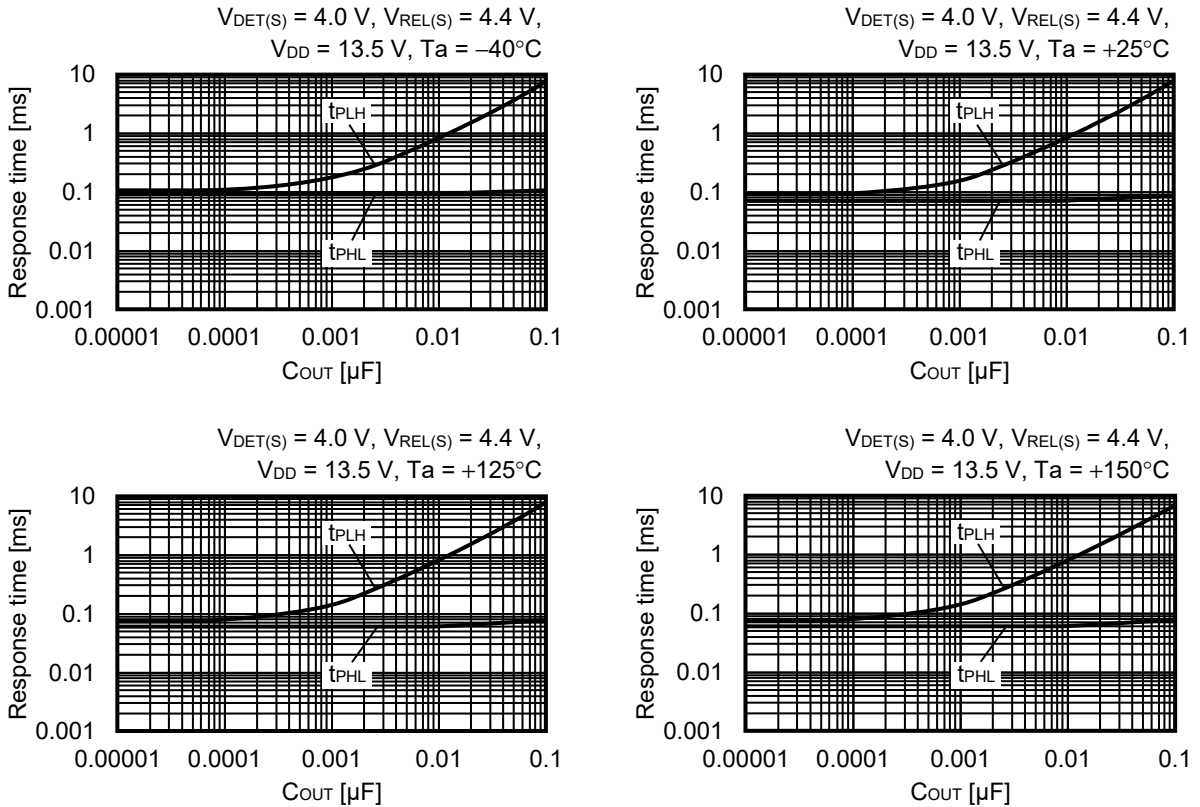 VDET(S) = 4.0 V, VREL(S) = 4.4 V,
VDD = 13.5 V, Ta = −40°C
Response time [ms]
10
1
0.1
0.01
0.001
tPLH
tPHL
0.00001 0.0001 0.001 0.01 0.1
COUT [µF]
VDET(S) = 4.0 V, VREL(S) = 4.4 V,
VDD = 13.5 V, Ta = +25°C
Response time [ms]
10
1
0.1
0.01
0.001
tPLH
tPHL
0.00001 0.0001 0.001 0.01 0.1
COUT [µF]
VDET(S) = 4.0 V, VREL(S) = 4.4 V,
VDD = 13.5 V, Ta = +125°C
Response time [ms]
10
1
0.1
0.01
0.001
tPLH
tPHL
0.00001 0.0001 0.001 0.01 0.1
COUT [µF]
VDET(S) = 4.0 V, VREL(S) = 4.4 V,
VDD = 13.5 V, Ta = +150°C
Response time [ms]
10
1
0.1
0.01
0.001
tPLH
tPHL
0.00001 0.0001 0.001 0.01 0.1
COUT [µF]